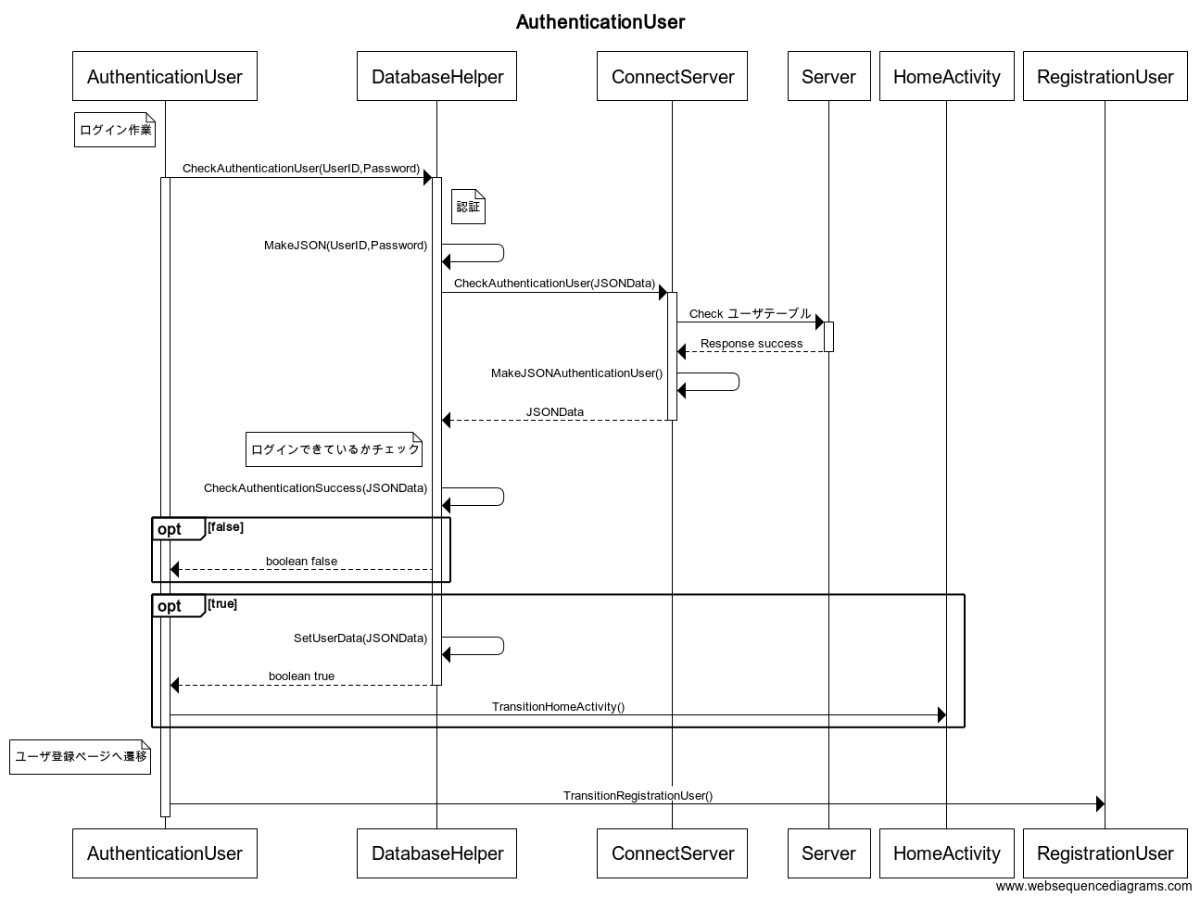 AuthenticationUser
AuthenticationUser DatabaseHelper ConnectServer Server HomeActivity RegistrationUser
ログイン作業
CheckAuthenticationUser(UserID,Password)
認証
MakeJSON(UserID,Password)
CheckAuthenticationUser(JSONData)
Check ユーザテーブル
Response success
MakeJSONAuthenticationUser()
JSONData
ログインできているかチェック
CheckAuthenticationSuccess(JSONData)
opt [false]
boolean false
opt [true]
SetUserData(JSONData)
boolean true
TransitionHomeActivity()
ユーザ登録ページへ遷移
TransitionRegistrationUser()
AuthenticationUser DatabaseHelper ConnectServer Server HomeActivity RegistrationUser
www.websequencediagrams.com